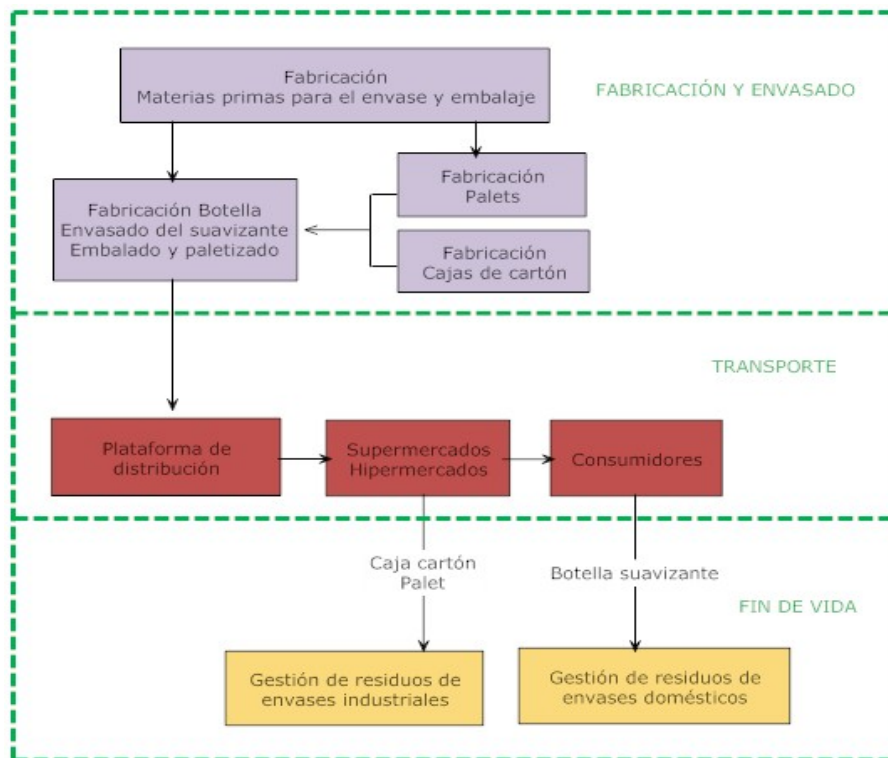 Fabricación
Materias primas para el envase y embalaje
FABRICACIÓN Y ENVASADO
Fabricación
Palets
Fabricación Botella
Envasado del suavizante
Embalado y paletizado
Fabricación
Cajas de cartón
TRANSPORTE
Plataforma de
distribución
Supermercados
Hipermercados
Consumidores
Caja cartón
Palet
Botella suavizante
FIN DE VIDA
Gestión de residuos de
envases industriales
Gestión de residuos de
envases domésticos